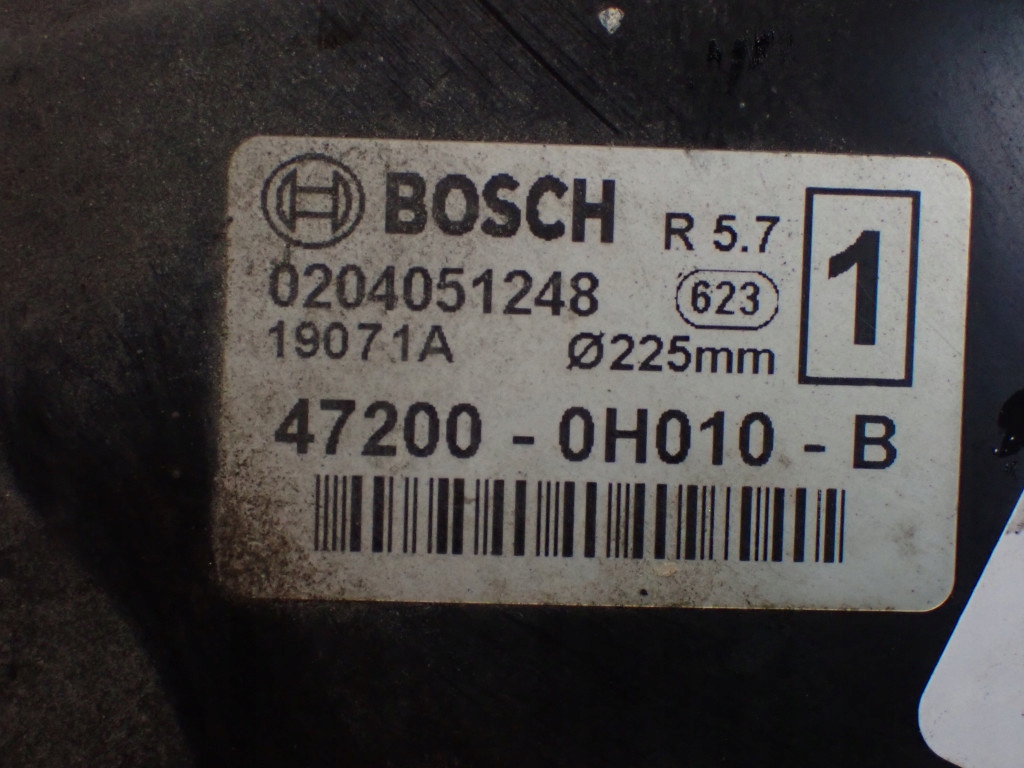 BOSCH R 5.7 1
0204051248 623
19071A Ø225mm
47200 - 0H010 - B